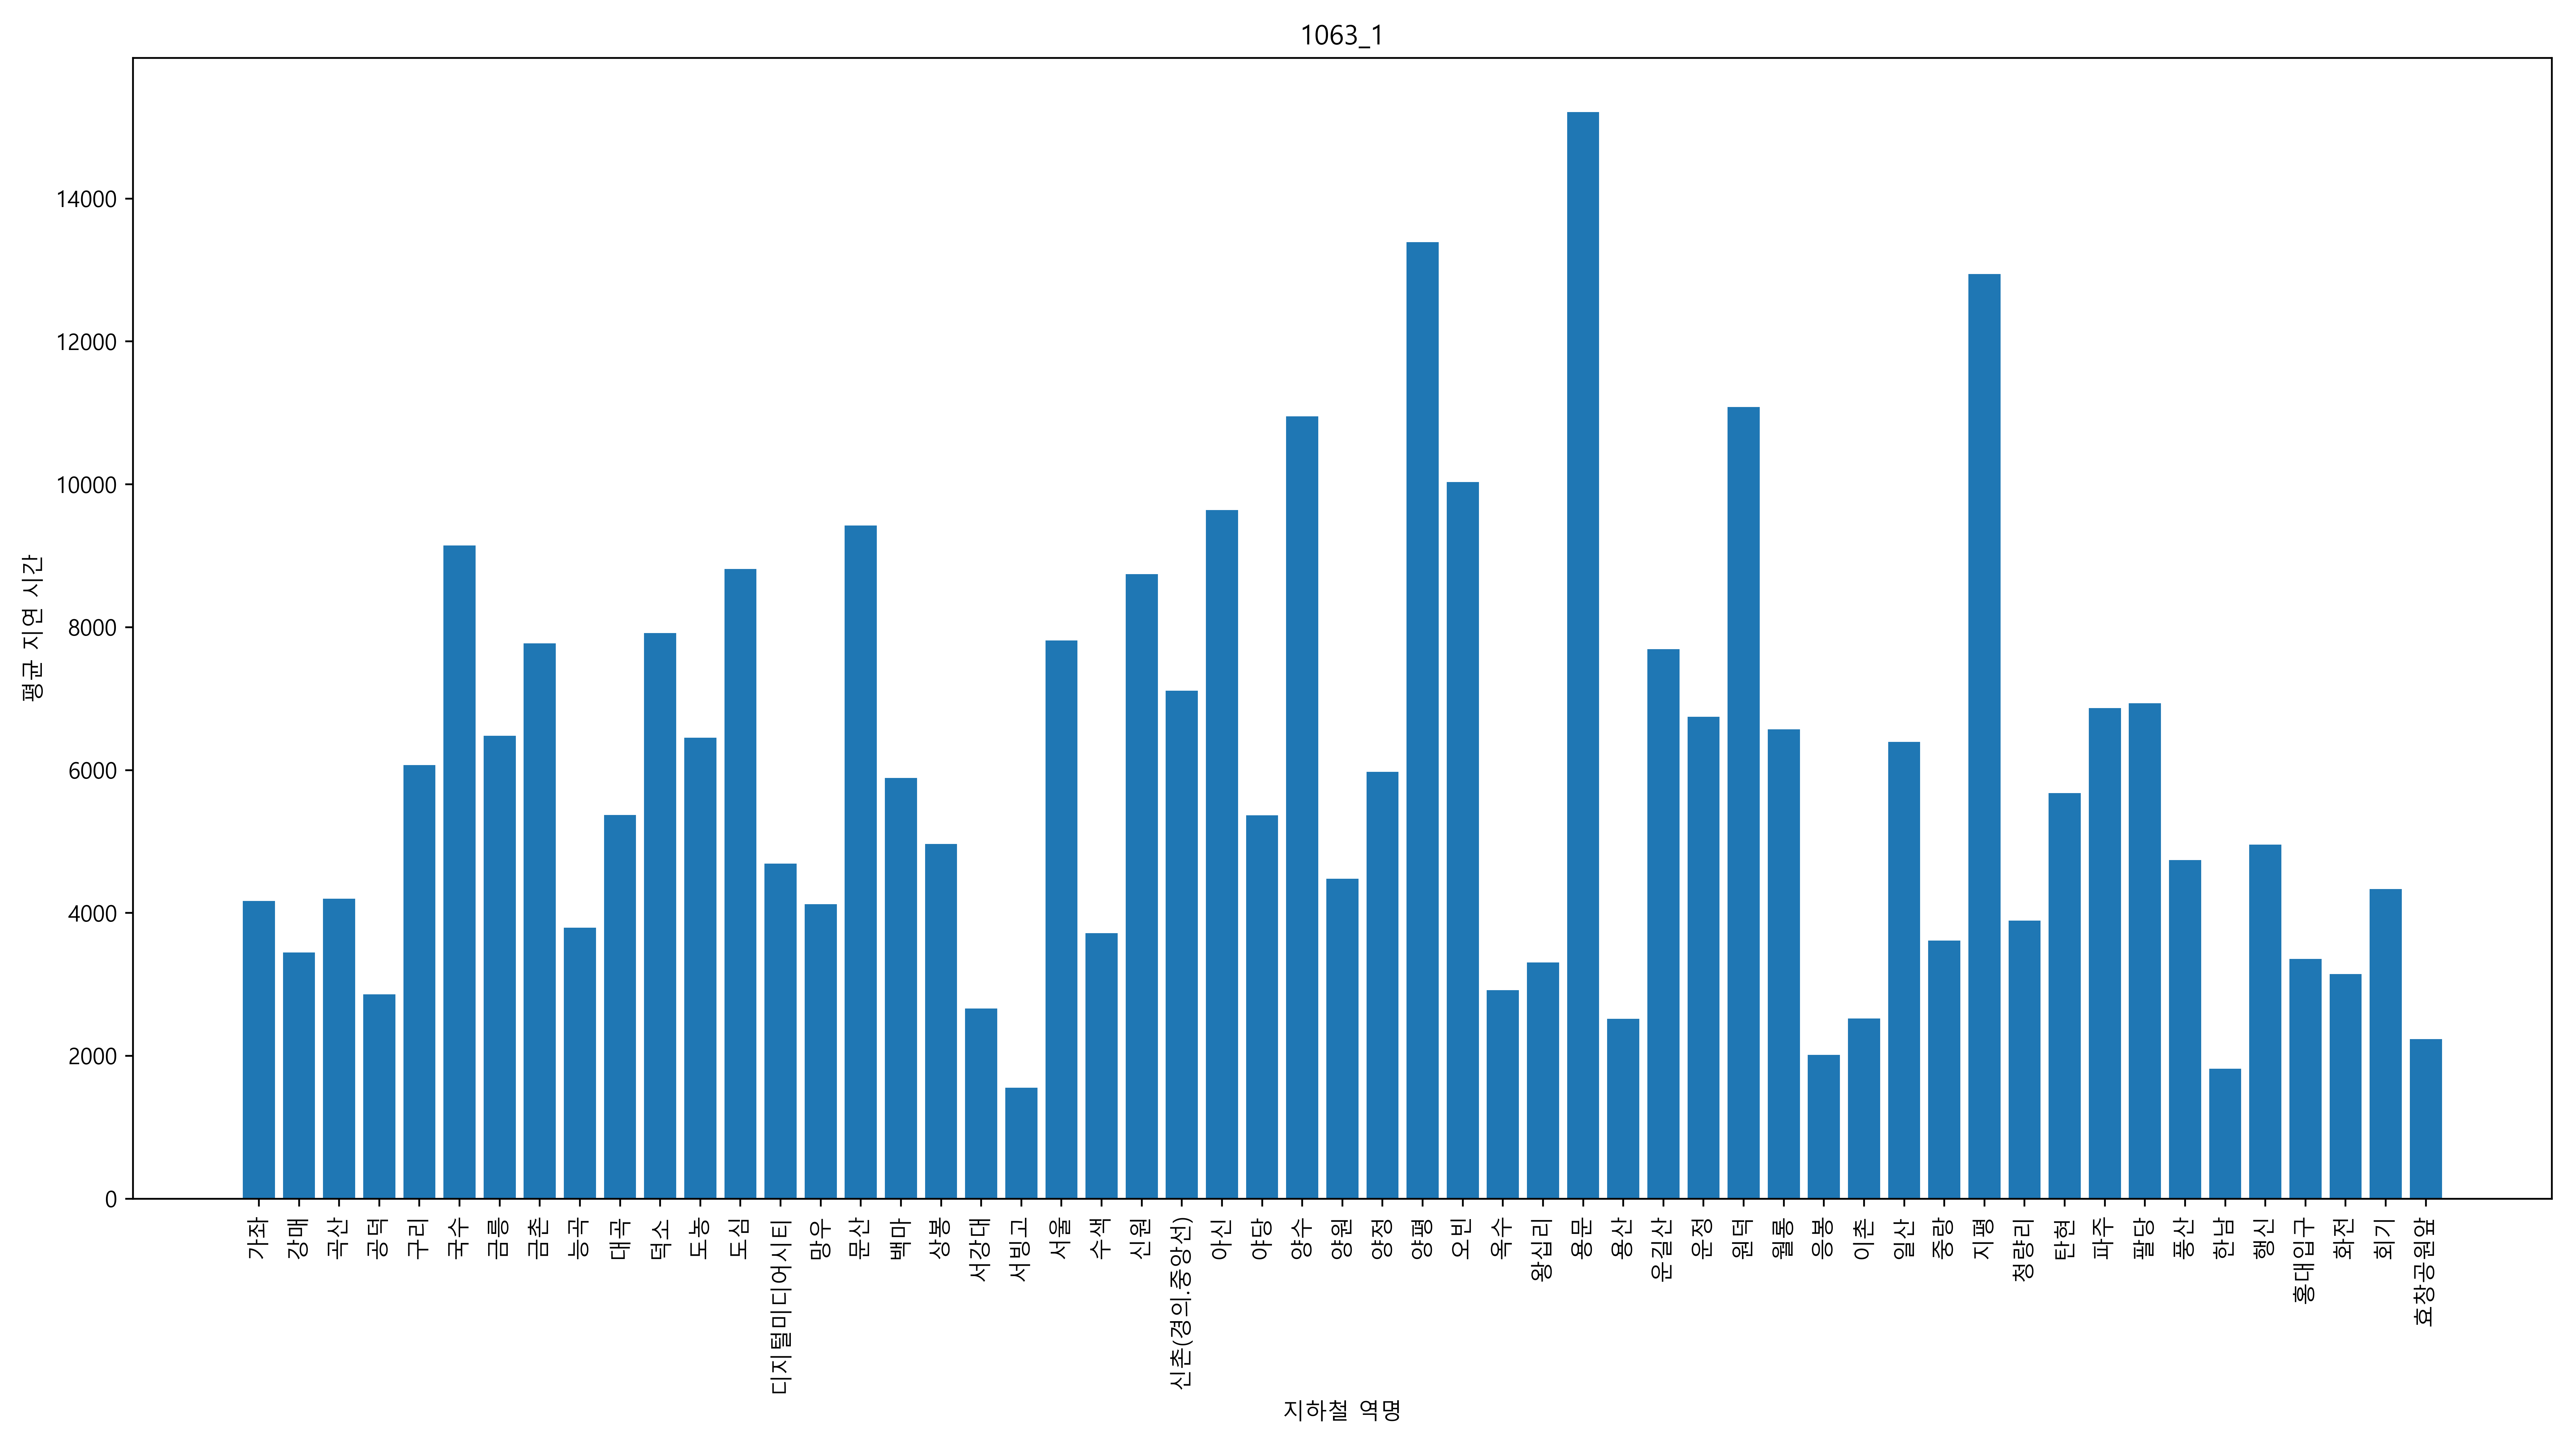 1063_1
평균 지연 시간
14000
12000
10000
8000
6000
4000
2000
0
가좌
강매
곡산
공덕
구리
국수
금릉
금촌
능곡
대곡
덕소
도농
도심
디지털미디어시티
망우
문산
백마
상봉
서강대
서빙고
서울
수색
신원
신촌(경의.중앙선)
아신
야당
양수
양원
양정
양평
오빈
옥수
왕십리
용문
용산
운길산
운정
원덕
월롱
응봉
이촌
일산
중랑
지평
청량리
탄현
파주
팔당
풍산
한남
행신
홍대입구
화전
회기
효창공원앞
지하철 역명